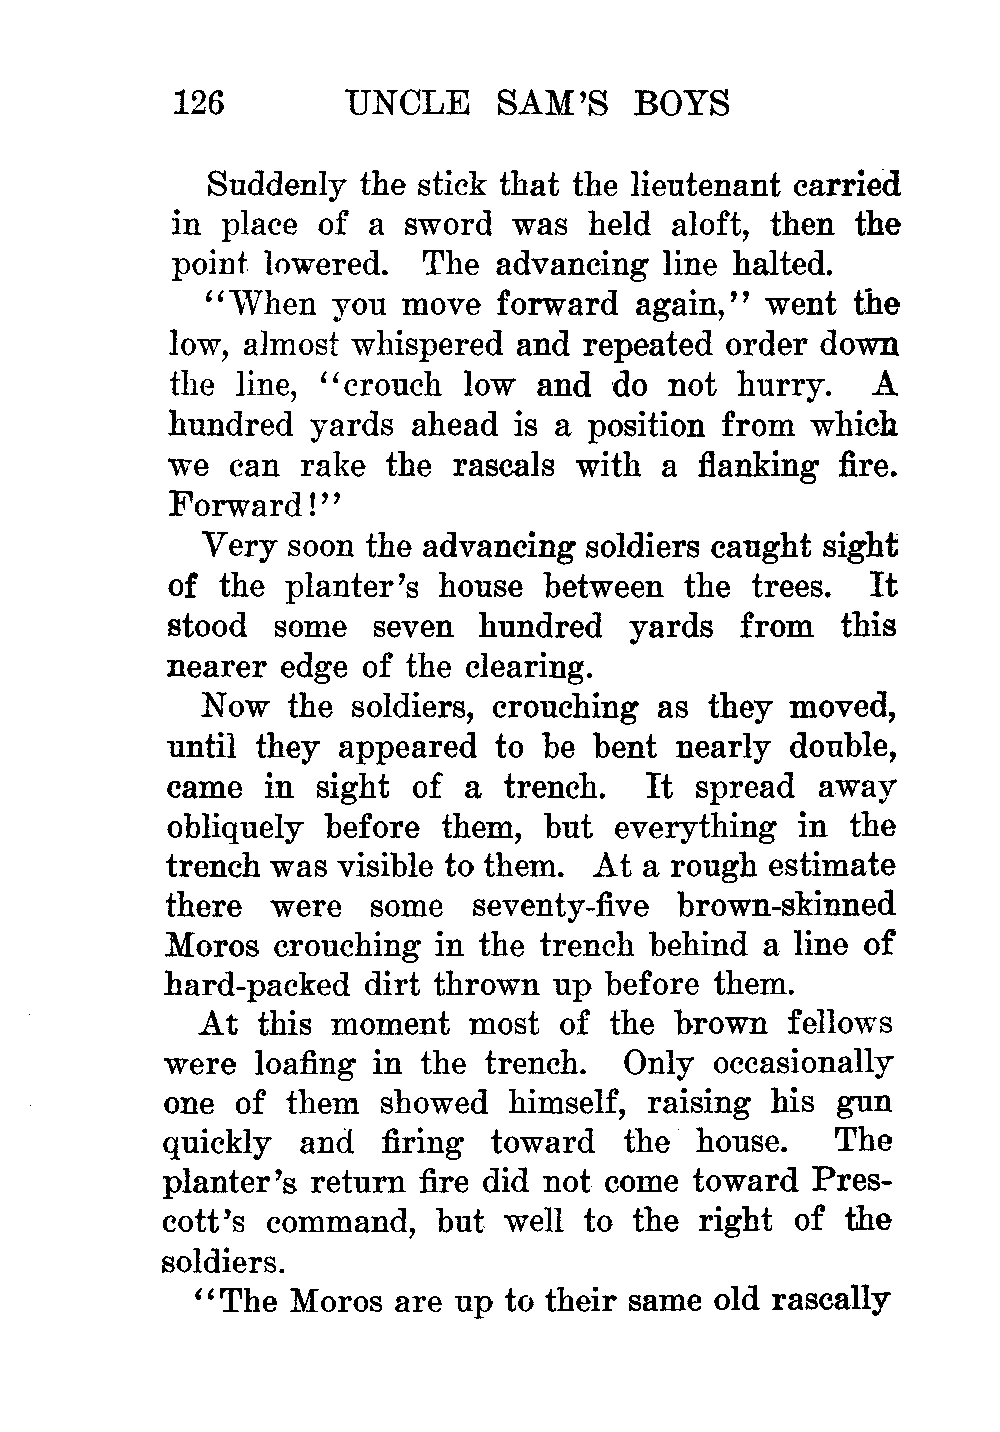 126 UNCLE SAM'S BOYS
Suddenly the stick that the lieutenant carried
in place of a sword was held aloft, then the
point lowered. The advancing line halted.
"When you move forward again," went the
low, almost whispered and repeated order down
the line, "crouch low and do not hurry. A
hundred yards ahead is a position from which
we can rake the rascals with a flanking fire.
Forward!"
Very soon the advancing soldiers caught sight
of the planter's house between the trees. It
stood some seven hundred yards from this
nearer edge of the clearing.
Now the soldiers, crouching as they moved,
until they appeared to be bent nearly double,
came in sight of a trench. It spread away
obliquely before them, but everything in the
trench was visible to them. At a rough estimate
there were some seventy-five brown-skinned
Moros crouching in the trench behind a line of
hard-packed dirt thrown up before them.
At this moment most of the brown fellows
were loafing in the trench. Only occasionally
one of them showed himself, raising his gun
quickly and firing toward the house. The
planter's return fire did not come toward Pres-
cott's command, but well to the right of the
soldiers.
"The Moros are up to their same old rascally